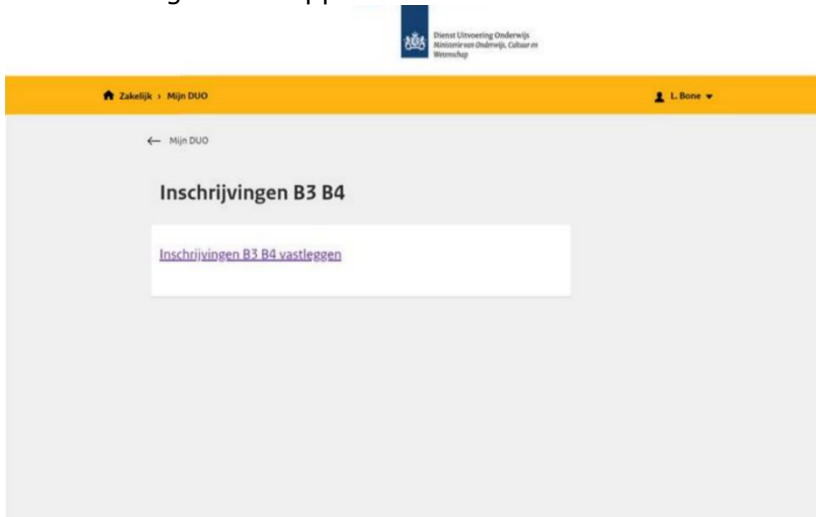 Dienst Uitvoering Onderwijs
Ministerie van Onderwijs, Cultuur en
Wetenschap
Zakelijk › Mijn DUO
L. Bone
← Mijn DUO
Inschrijvingen B3 B4
Inschrijvingen B3 B4 vastleggen